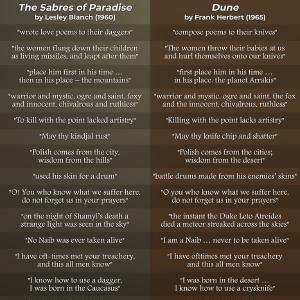 The Sabres of Paradise
by Lesley Blanch (1960)
Dune
by Frank Herbert (1965)
"wrote love poems to their daggers"
"compose poems to their knives"
"the women flung down their children
as living missiles, and leapt after them"
"The women throw their babies at us
and hurl themselves onto our knives"
"place him first in his time ...
then in his place – the mountains"
"first place him in his time ...
in his place, the planet Arrakis"
"warrior and mystic, ogre and saint, foxy
and innocent, chivalrous and ruthless"
"warrior and mystic, ogre and saint, the fox
and the innocent, chivalrous, ruthless"
"To kill with the point lacked artistry"
"Killing with the point lacks artistry"
"May thy kindjal rust"
"May thy knife chip and shatter"
"Polish comes from the city,
wisdom from the hills"
"Polish comes from the cities;
wisdom from the desert"
"used his skin for a drum"
"battle drums made from his enemies' skins"
"O! You who know what we suffer here,
do not forget us in your prayers"
"O you who know what we suffer here,
do not forget us in your prayers"
"on the night of Shamyl's death a
strange light was seen in the sky"
"the instant the Duke Leto Atreides
died a meteor streaked across the skies"
"No Naib was ever taken alive"
"I am a Naib ... never to be taken alive"
"I have oft-times met your treachery,
and this all men know"
"I have ofttimes met your treachery
and this all men know"
"I know how to use a dagger,
I was born in the Caucasus"
"I was born in the desert ...
I know how to use a crysknife"